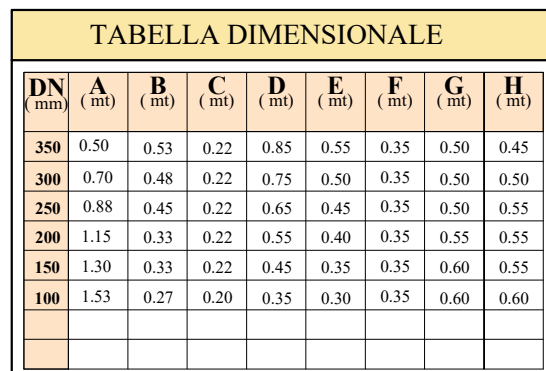 TABELLA DIMENSIONALE
DN A B C D E F G H
( mm) ( mt) ( mt) ( mt) ( mt) ( mt) ( mt) ( mt) ( mt)
350 0.50 0.53 0.22 0.85 0.55 0.35 0.50 0.45
300 0.70 0.48 0.22 0.75 0.50 0.35 0.50 0.50
250 0.88 0.45 0.22 0.65 0.45 0.35 0.50 0.55
200 1.15 0.33 0.22 0.55 0.40 0.35 0.55 0.55
150 1.30 0.33 0.22 0.45 0.35 0.35 0.60 0.55
100 1.53 0.27 0.20 0.35 0.30 0.35 0.60 0.60